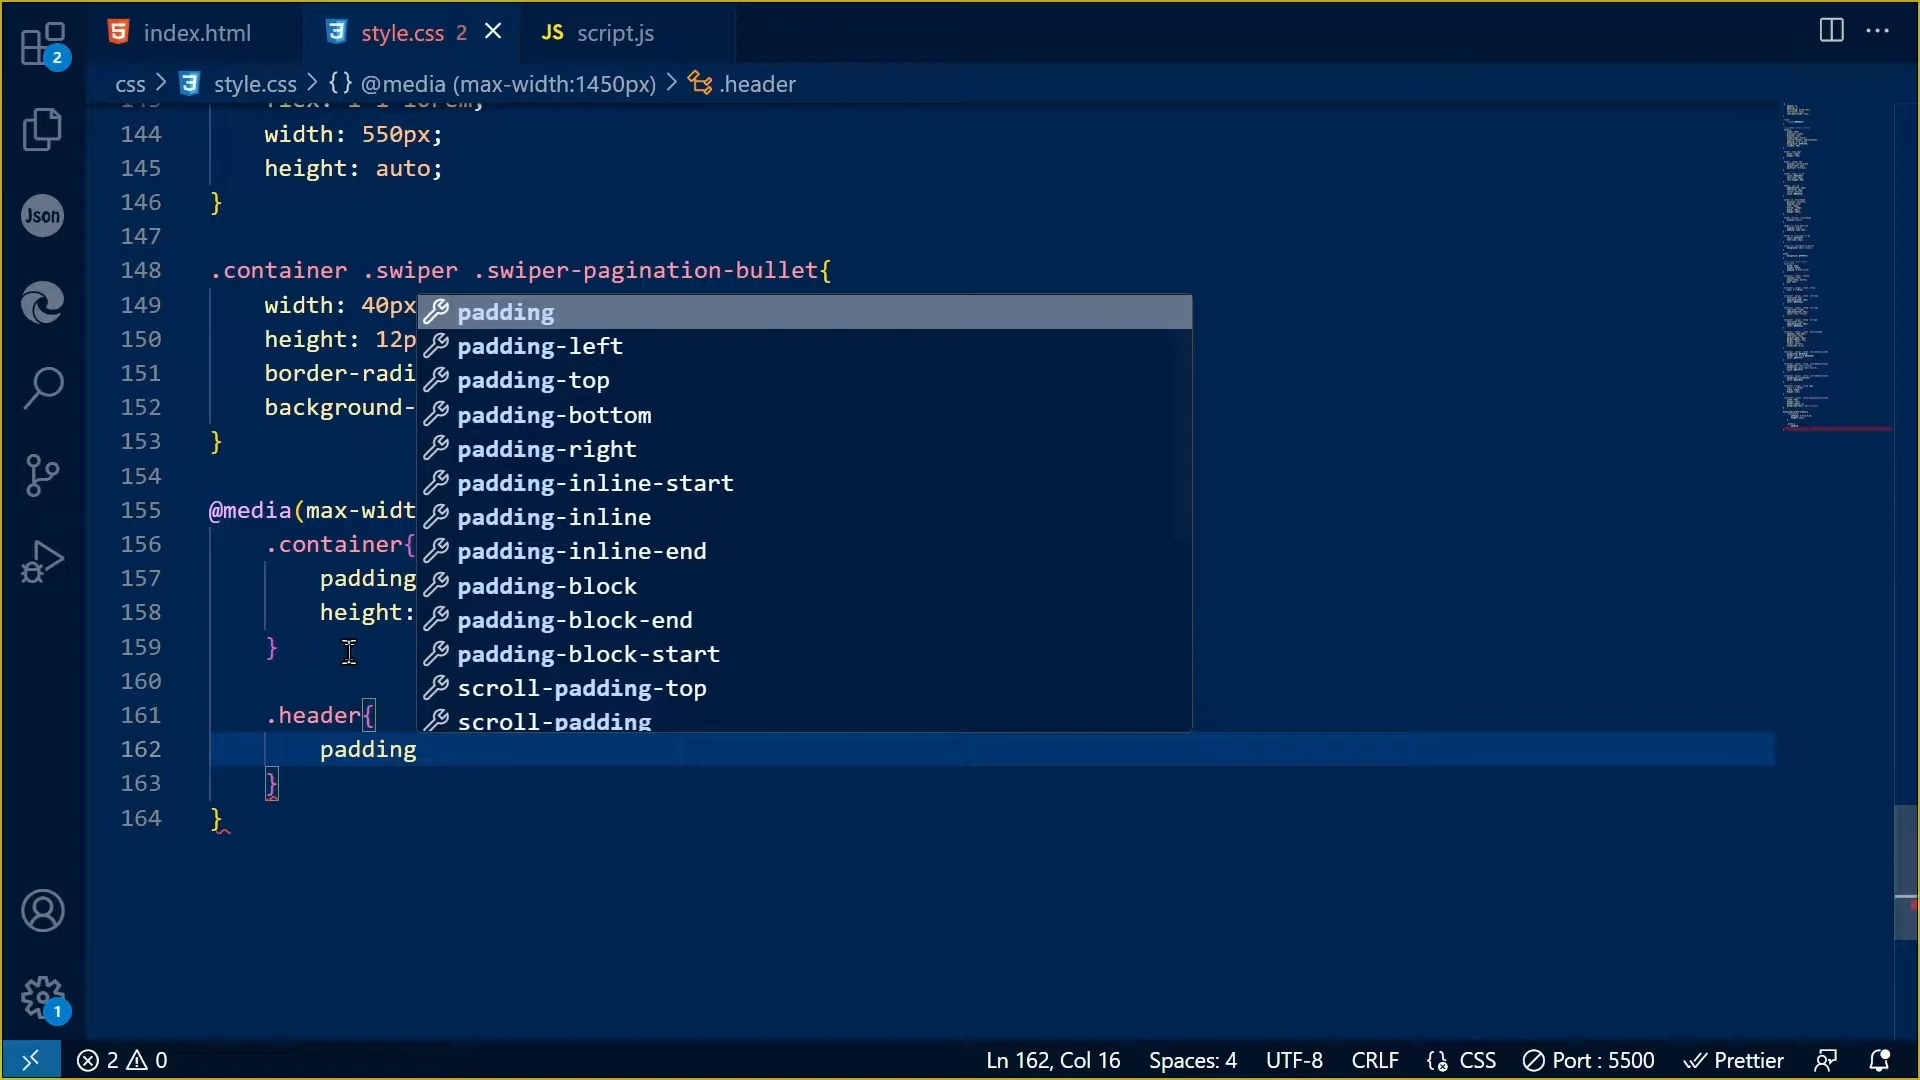 index.html style.css 2 JS script.js
2
css > style.css > {} @media (max-width:1450px) > .header
144 width: 550px;
145 height: auto;
146 }
147
148 .container .swiper .swiper-pagination-bullet{
149 width: 40px
150 height: 12p
151 border-radi
152 background-
153 }
154
155 @media(max-widt
156 .container{
157 padding
158 height:
159 }
160
161 .header{
162 padding
163 }
164 }
padding
padding-left
padding-top
padding-bottom
padding-right
padding-inline-start
padding-inline
padding-inline-end
padding-block
padding-block-end
padding-block-start
scroll-padding-top
scroll-padding
Json
1
2 0 Ln 162, Col 16 Spaces: 4 UTF-8 CRLF {} CSS Port : 5500 Prettier